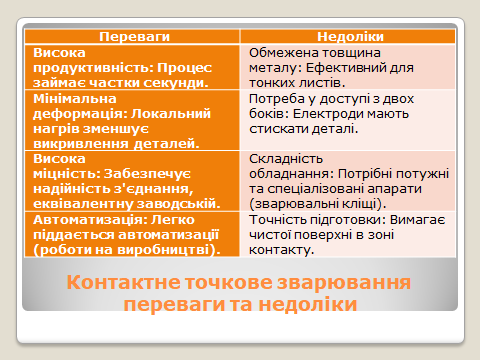 Переваги
Недоліки
Висока
продуктивність: Процес
займає частки секунди.
Обмежена товщина
металу: Ефективний для
тонких листів.
Мінімальна
деформація: Локальний
нагрів зменшує
викривлення деталей.
Потреба у доступі з двох
боків: Електроди мають
стискати деталі.
Висока
міцність: Забезпечує
надійність з'єднання,
еквівалентну заводській.
Складність
обладнання: Потрібні потужні
та спеціалізовані апарати
(зварювальні кліщі).
Автоматизація: Легко
піддається автоматизації
(роботи на виробництві).
Точність підготовки: Вимагає
чистої поверхні в зоні
контакту.
Контактне точкове зварювання
переваги та недоліки